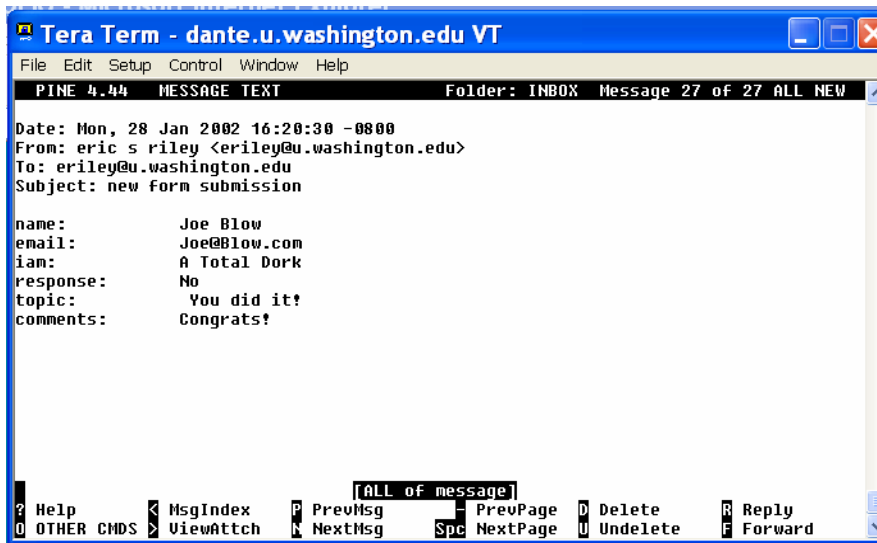 Tera Term - dante.u.washington.edu VT
File Edit Setup Control Window Help
PINE 4.44 MESSAGE TEXT Folder: INBOX Message 27 of 27 ALL NEW
Date: Mon, 28 Jan 2002 16:20:30 -0800
From: eric s riley <eriley@u.washington.edu>
To: eriley@u.washington.edu
Subject: new form submission
name: Joe Blow
email: Joe@Blow.com
iam: A Total Dork
response: No
topic: You did it!
comments: Congrats!
[ALL of message]
? Help < MsgIndex P PrevMsg - PrevPage D Delete R Reply
O OTHER CMDS > ViewAttch N NextMsg Spc NextPage U Undelete F Forward